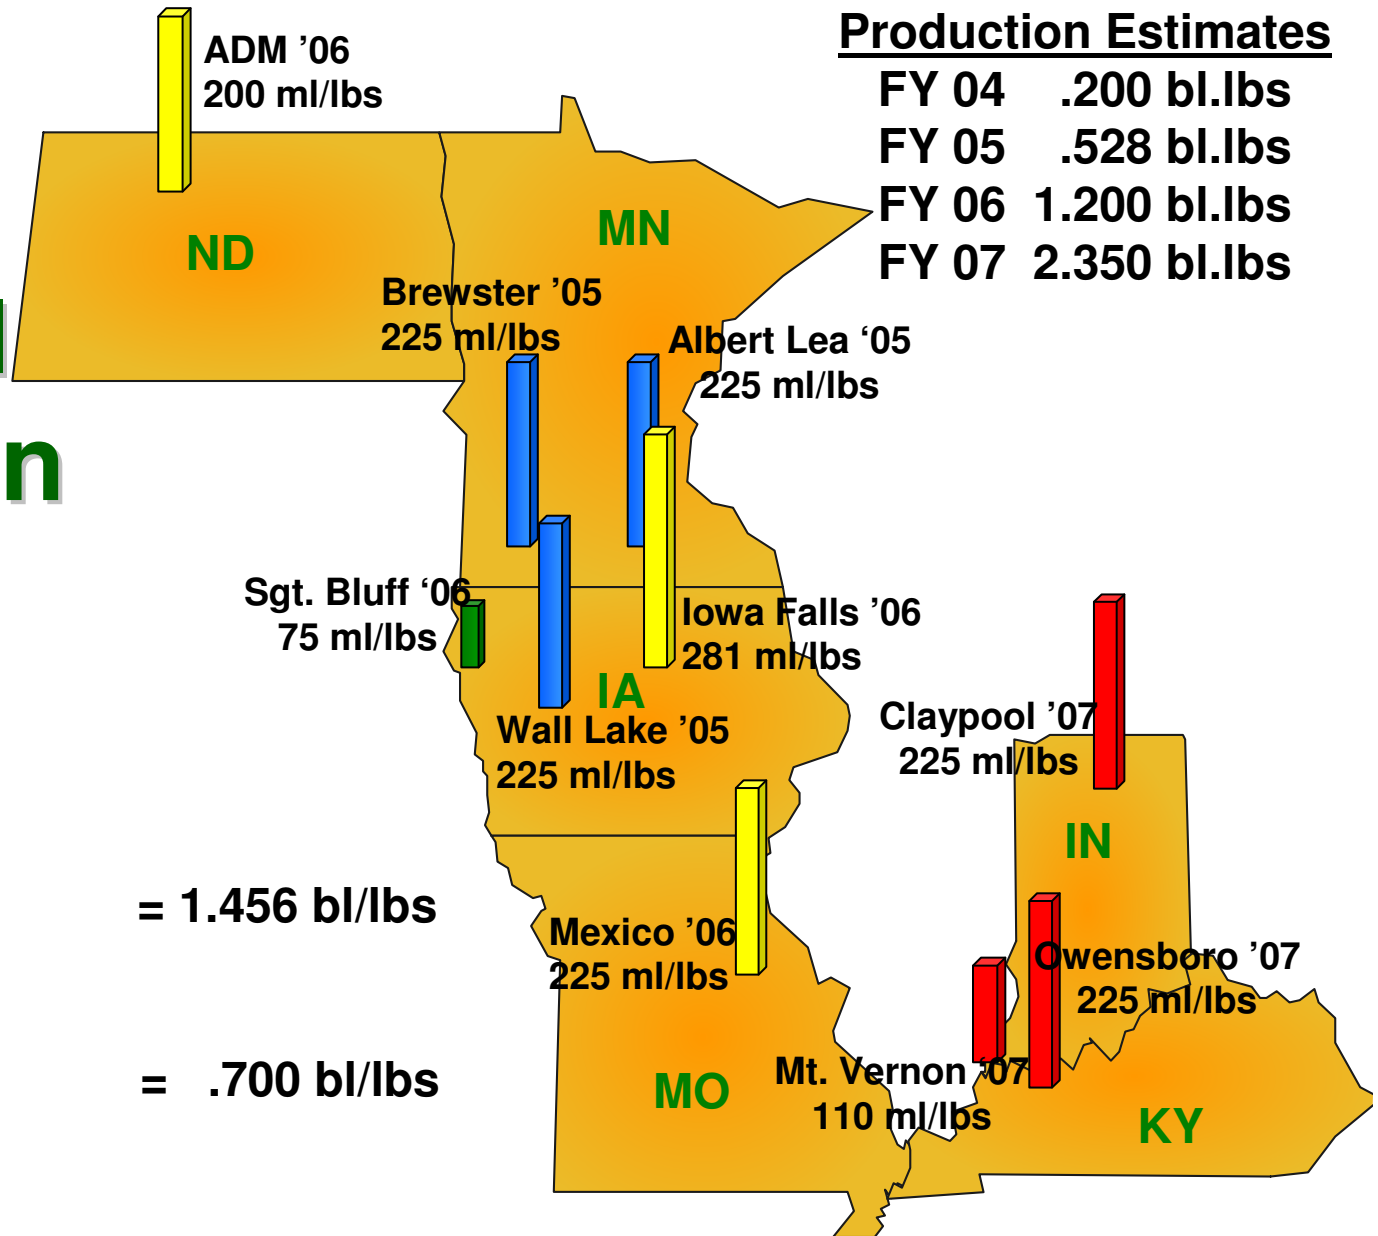 ADM ’06
200 ml/lbs
Production Estimates
FY 04 .200 bl.lbs
FY 05 .528 bl.lbs
FY 06 1.200 bl.lbs
FY 07 2.350 bl.lbs
ND
MN
Brewster ’05
225 ml/lbs
Albert Lea ‘05
225 ml/lbs
n
Sgt. Bluff ‘06
75 ml/lbs
Iowa Falls ’06
281 ml/lbs
IA
Wall Lake ’05
225 ml/lbs
Claypool ’07
225 ml/lbs
IN
= 1.456 bl/lbs
Mexico ’06
225 ml/lbs
Owensboro ’07
225 ml/lbs
= .700 bl/lbs
Mt. Vernon ’07
110 ml/lbs
MO
KY